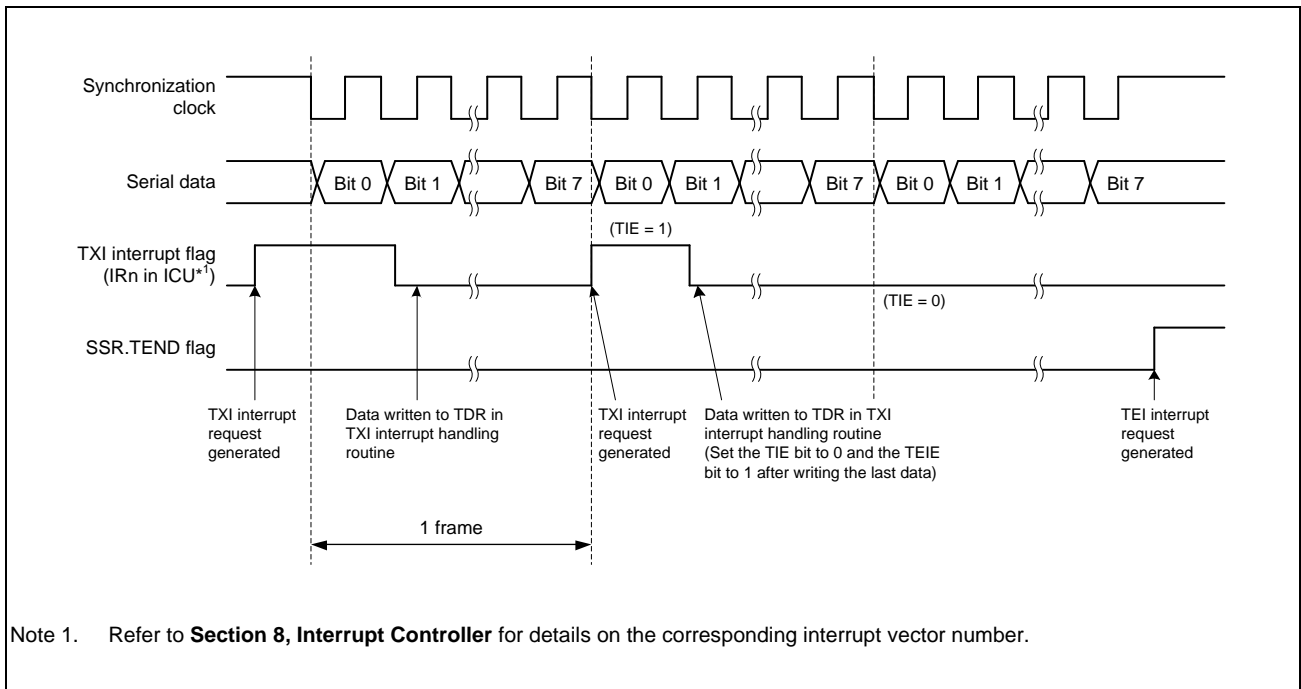 Synchronization
clock
Serial data
Bit 0 Bit 1 Bit 7 Bit 0 Bit 1 Bit 7 Bit 0 Bit 1 Bit 7
(TIE = 1)
TXI interrupt flag
(IRn in ICU*1)
(TIE = 0)
SSR.TEND flag
TXI interrupt
request
generated
Data written to TDR in
TXI interrupt handling
routine
TXI interrupt
request
generated
Data written to TDR in TXI
interrupt handling routine
(Set the TIE bit to 0 and the TEIE
bit to 1 after writing the last data)
TEI interrupt
request
generated
1 frame
Note 1. Refer to Section 8, Interrupt Controller for details on the corresponding interrupt vector number.